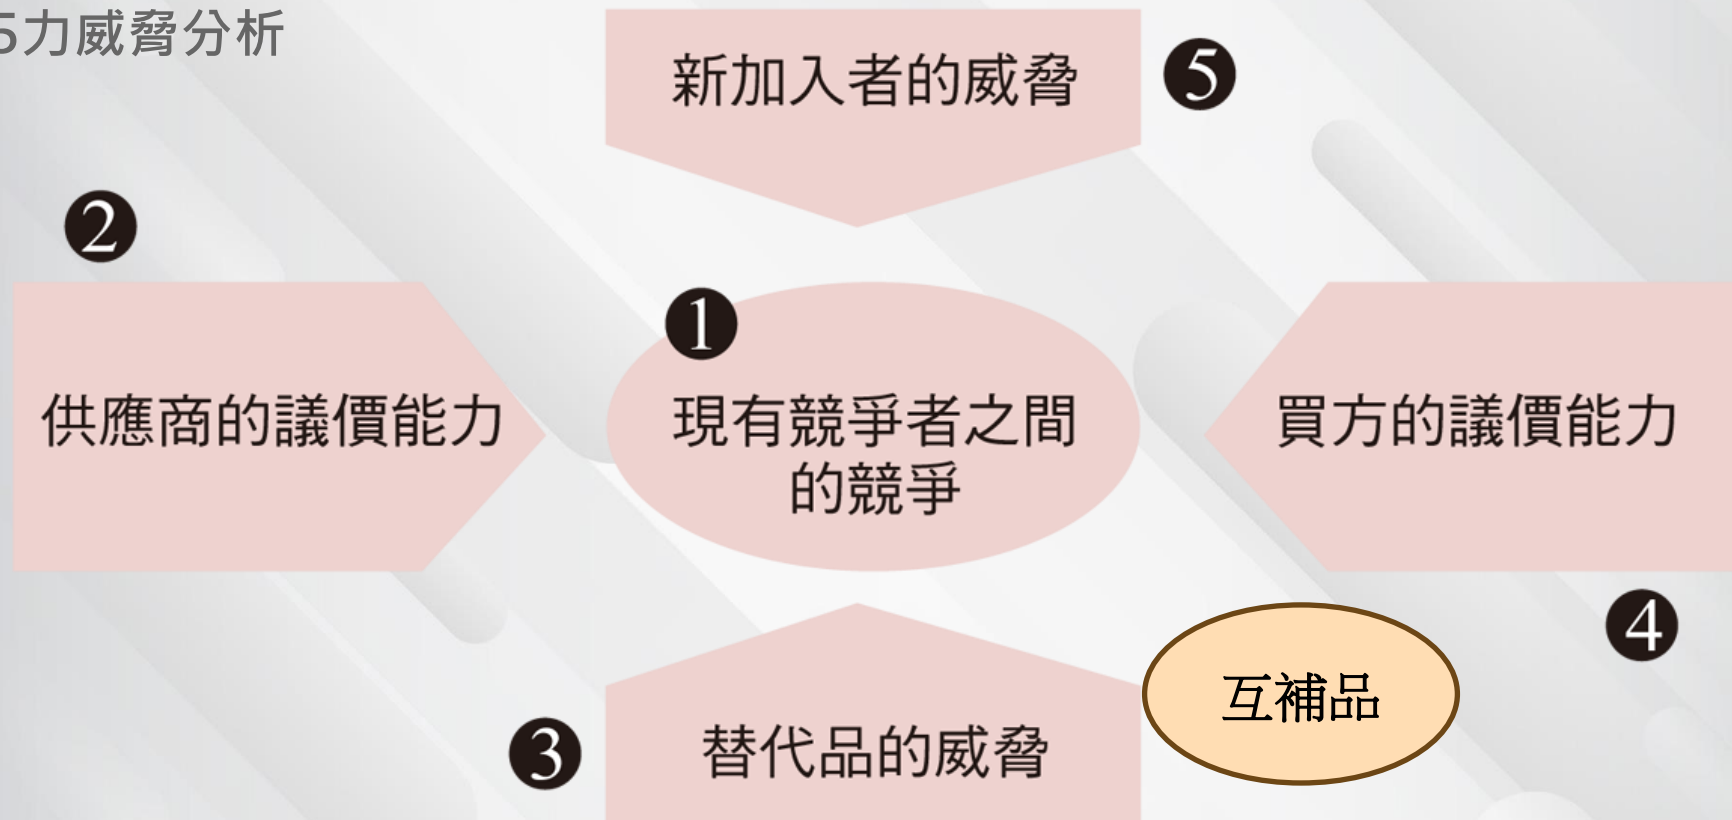 5力威脅分析
新加入者的威脅
5
2
1
供應商的議價能力
現有競爭者之間
的競爭
買方的議價能力
4
互補品
3
替代品的威脅